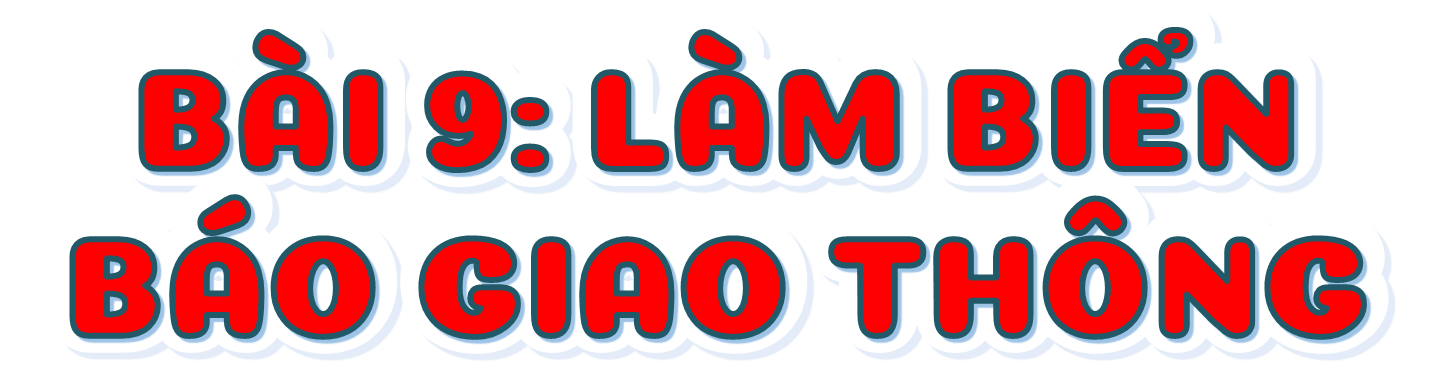 BÀI 9: LÀM BIỂN
BÁO GIAO THÔNG